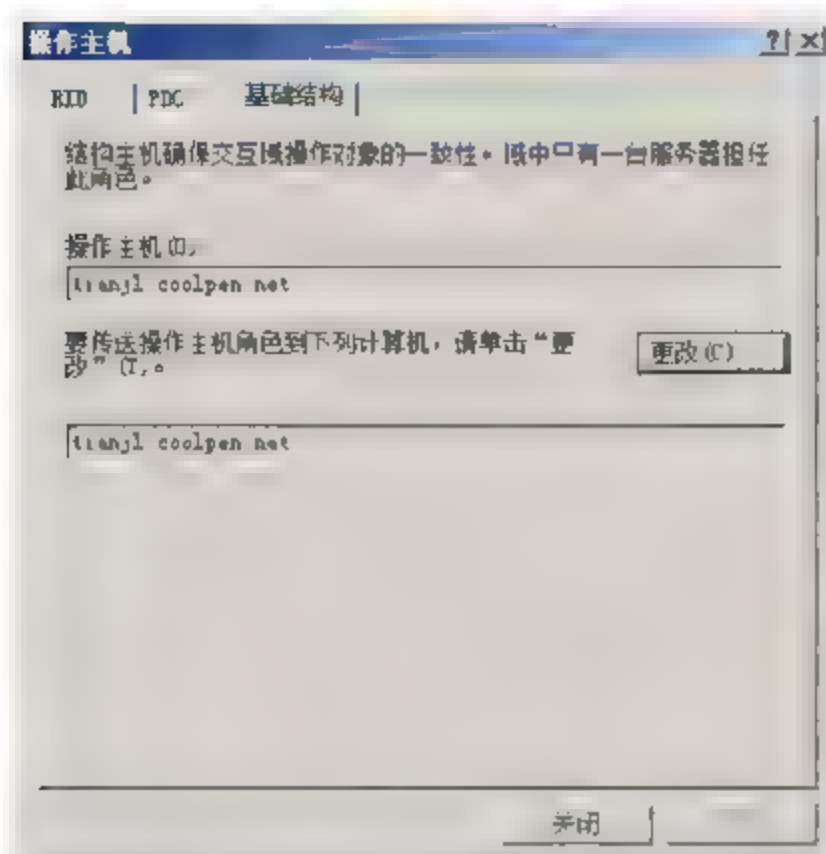 操作主机
RID PDC 基础结构
结构主机确保交互域操作对象的一致性。域中只有一台服务器担任
此角色。
操作主机(I),
tianjl coolpen net
要传送操作主机角色到下列计算机,请单击“更
改”(T)。
更改(C)
tianjl coolpen net
关闭